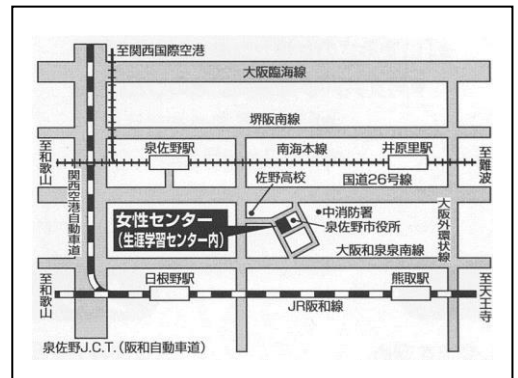 至関西国際空港
大阪臨海線
堺阪南線
至和歌山
泉佐野駅
南海本線
井原里駅
至難波
関西空港自動車道
佐野高校
国道26号線
女性センター
(生涯学習センター内)
・中消防署
泉佐野市役所
大阪外環状線
大阪和泉泉南線
至和歌山
日根野駅
熊取駅
至天王寺
JR阪和線
泉佐野J.C.T.(阪和自動車道)